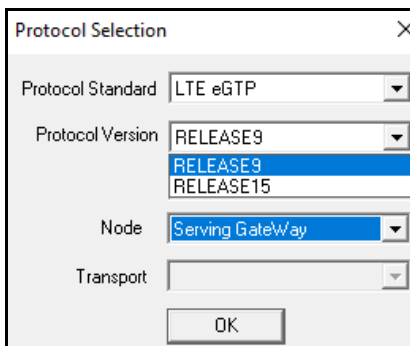 Protocol Selection
Protocol Standard LTE eGTP
Protocol Version RELEASE9
RELEASE9
RELEASE15
Node Serving GateWay
Transport
OK